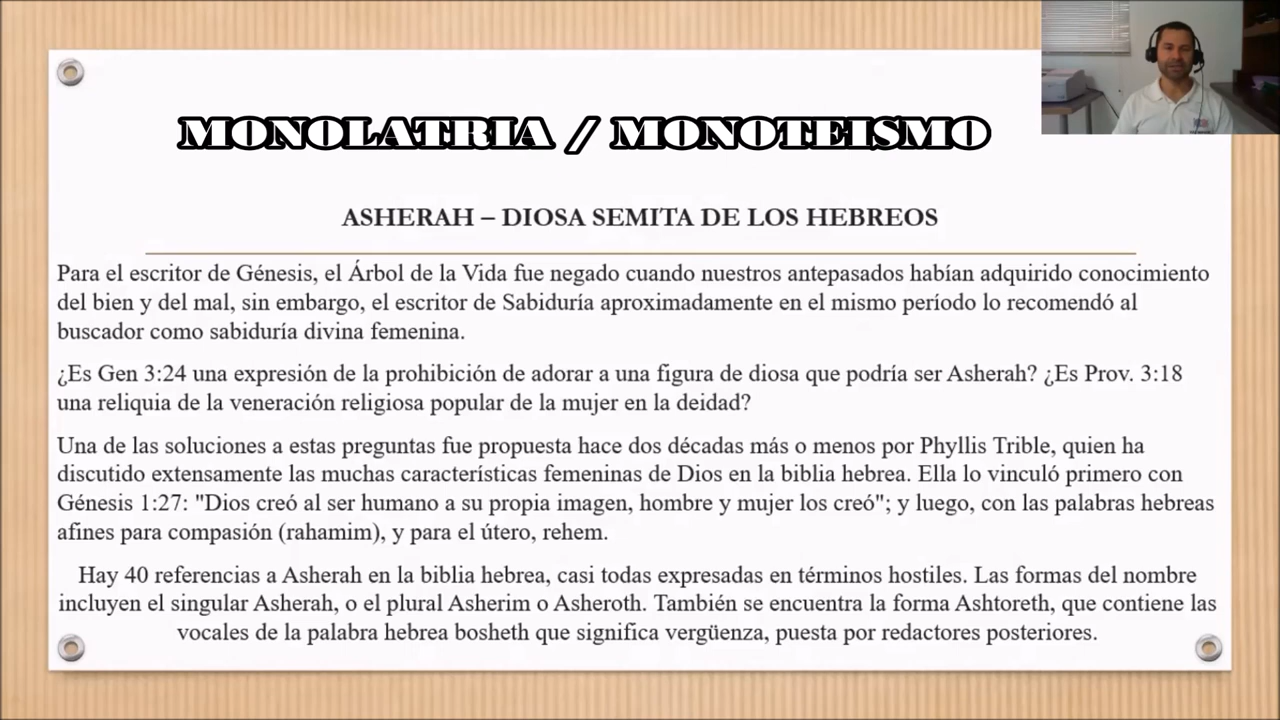 MONOLATRIA / MONOTEISMO
ASHERAH – DIOSA SEMITA DE LOS HEBREOS
Para el escritor de Génesis, el Árbol de la Vida fue negado cuando nuestros antepasados habían adquirido conocimiento
del bien y del mal, sin embargo, el escritor de Sabiduría aproximadamente en el mismo período lo recomendó al
buscador como sabiduría divina femenina.
¿Es Gen 3:24 una expresión de la prohibición de adorar a una figura de diosa que podría ser Asherah? ¿Es Prov. 3:18
una reliquia de la veneración religiosa popular de la mujer en la deidad?
Una de las soluciones a estas preguntas fue propuesta hace dos décadas más o menos por Phyllis Trible, quien ha
discutido extensamente las muchas características femeninas de Dios en la biblia hebrea. Ella lo vinculó primero con
Génesis 1:27: "Dios creó al ser humano a su propia imagen, hombre y mujer los creó"; y luego, con las palabras hebreas
afines para compasión (rahamim), y para el útero, rehem.
Hay 40 referencias a Asherah en la biblia hebrea, casi todas expresadas en términos hostiles. Las formas del nombre
incluyen el singular Asherah, o el plural Asherim o Asheroth. También se encuentra la forma Ashtoreth, que contiene las
vocales de la palabra hebrea bosheth que significa vergüenza, puesta por redactores posteriores.